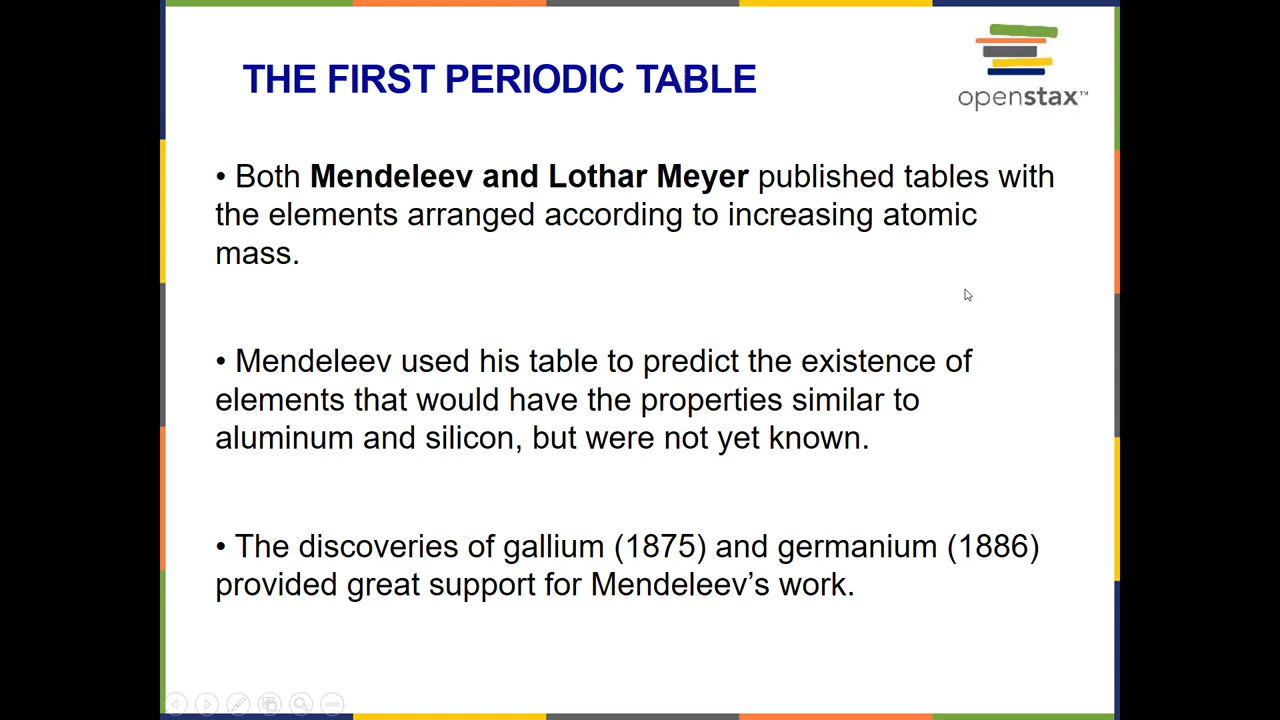 THE FIRST PERIODIC TABLE
openstax™
• Both Mendeleev and Lothar Meyer published tables with
the elements arranged according to increasing atomic
mass.
• Mendeleev used his table to predict the existence of
elements that would have the properties similar to
aluminum and silicon, but were not yet known.
• The discoveries of gallium (1875) and germanium (1886)
provided great support for Mendeleev’s work.